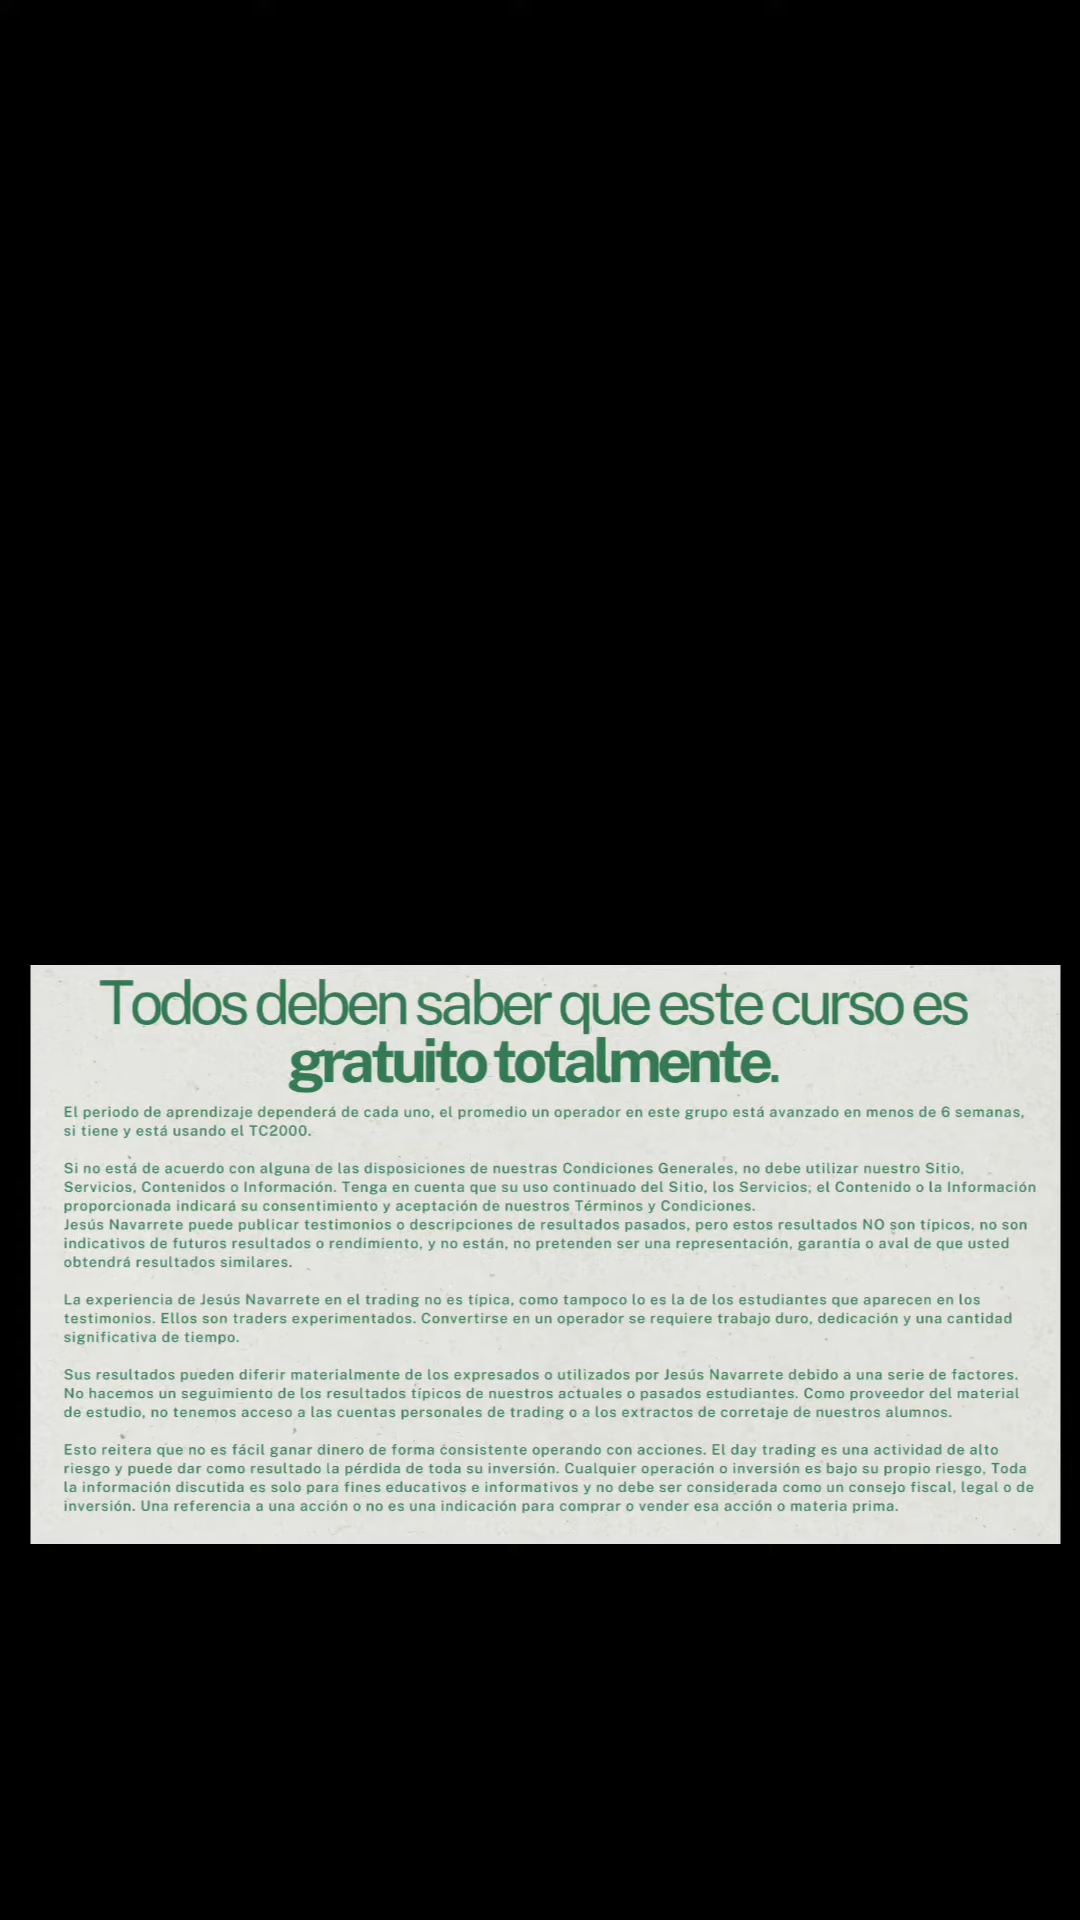 Todos deben saber que este curso es
gratuito totalmente.
El periodo de aprendizaje dependerá de cada uno, el promedio un operador en este grupo está avanzado en menos de 6 semanas,
si tiene y está usando el TC2000.
Si no está de acuerdo con alguna de las disposiciones de nuestras Condiciones Generales, no debe utilizar nuestro Sitio,
Servicios, Contenidos o Información. Tenga en cuenta que su uso continuado del Sitio, los Servicios, el Contenido o la Información
proporcionada indicará su consentimiento y aceptación de nuestros Términos y Condiciones.
Jesús Navarrete puede publicar testimonios o descripciones de resultados pasados, pero estos resultados NO son típicos, no son
indicativos de futuros resultados o rendimiento, y no están, no pretenden ser una representación, garantía o aval de que usted
obtendrá resultados similares.
La experiencia de Jesús Navarrete en el trading no es típica, como tampoco lo es la de los estudiantes que aparecen en los
testimonios. Ellos son traders experimentados. Convertirse en un operador se requiere trabajo duro, dedicación y una cantidad
significativa de tiempo.
Sus resultados pueden diferir materialmente de los expresados o utilizados por Jesús Navarrete debido a una serie de factores.
No hacemos un seguimiento de los resultados típicos de nuestros actuales o pasados estudiantes. Como proveedor del material
de estudio, no tenemos acceso a las cuentas personales de trading o a los extractos de corretaje de nuestros alumnos.
Esto reitera que no es fácil ganar dinero de forma consistente operando con acciones. El day trading es una actividad de alto
riesgo y puede dar como resultado la pérdida de toda su inversión. Cualquier operación o inversión es bajo su propio riesgo, Toda
la información discutida es solo para fines educativos e informativos y no debe ser considerada como un consejo fiscal, legal o de
inversión. Una referencia a una acción o no es una indicación para comprar o vender esa acción o materia prima.